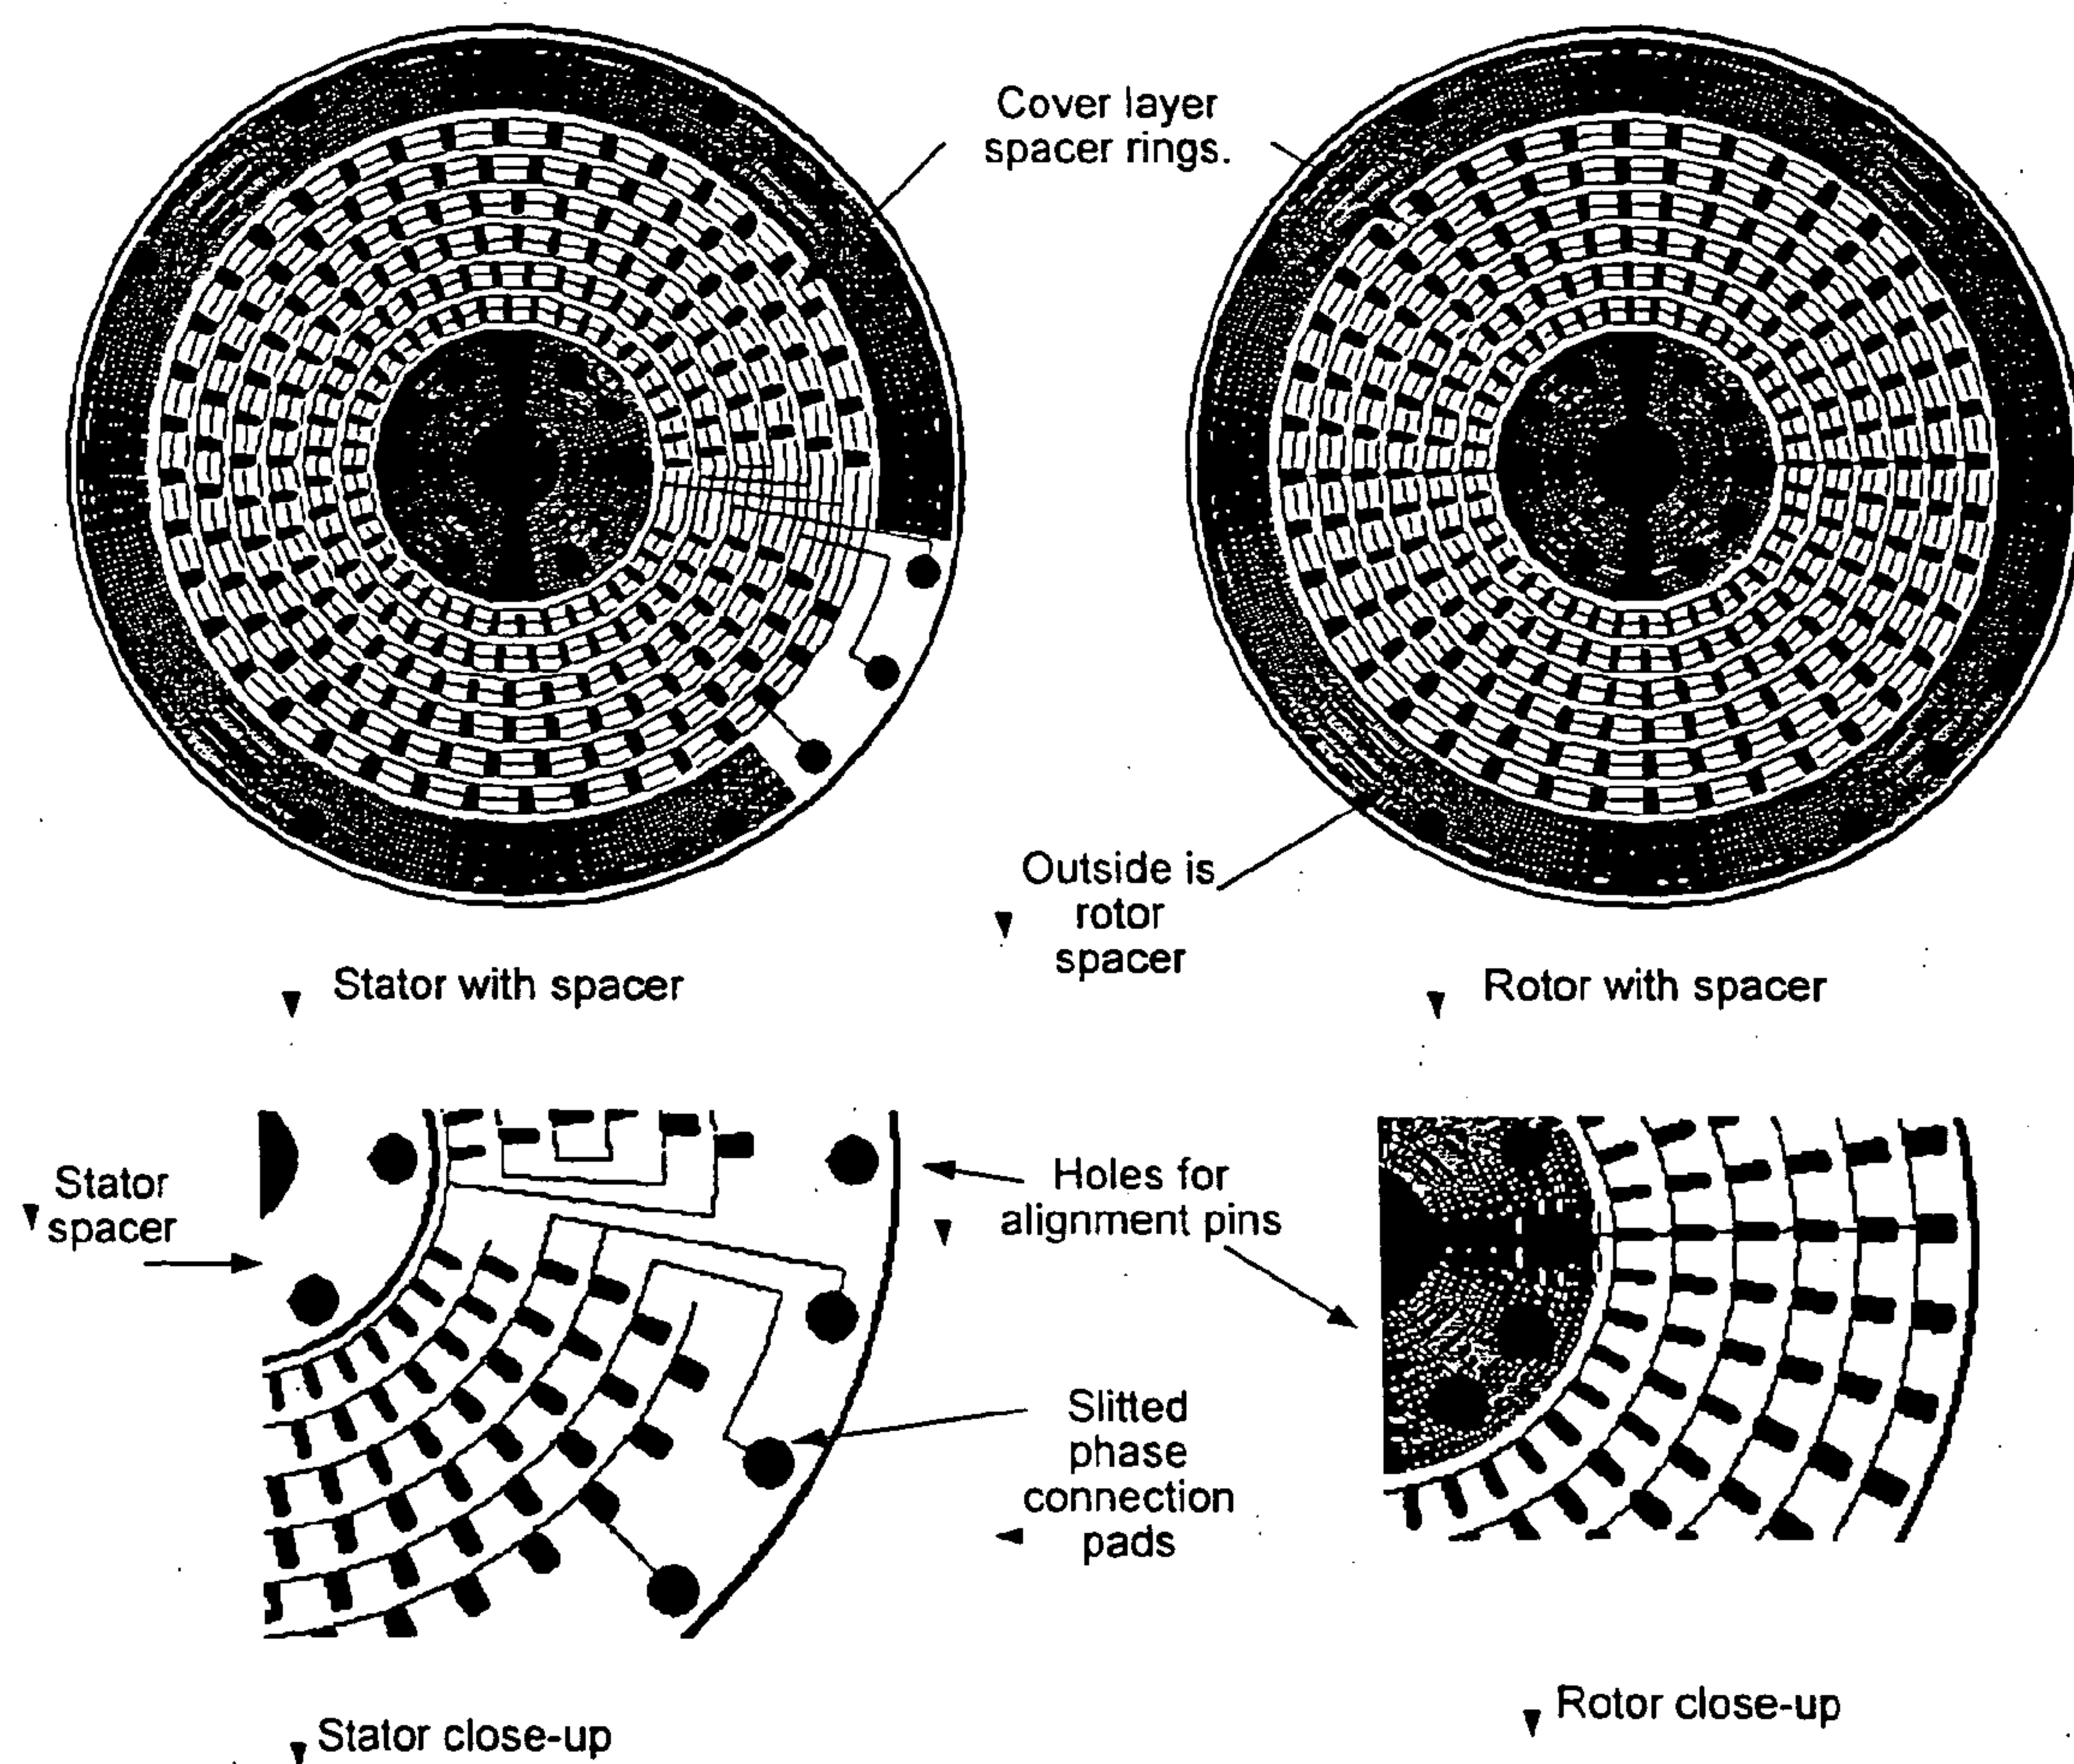 Cover layer
spacer rings.
Outside is
rotor
spacer
Stator with spacer
Rotor with spacer
Stator
spacer
Holes for
alignment pins
Slitted
phase
connection
pads
Stator close-up
Rotor close-up